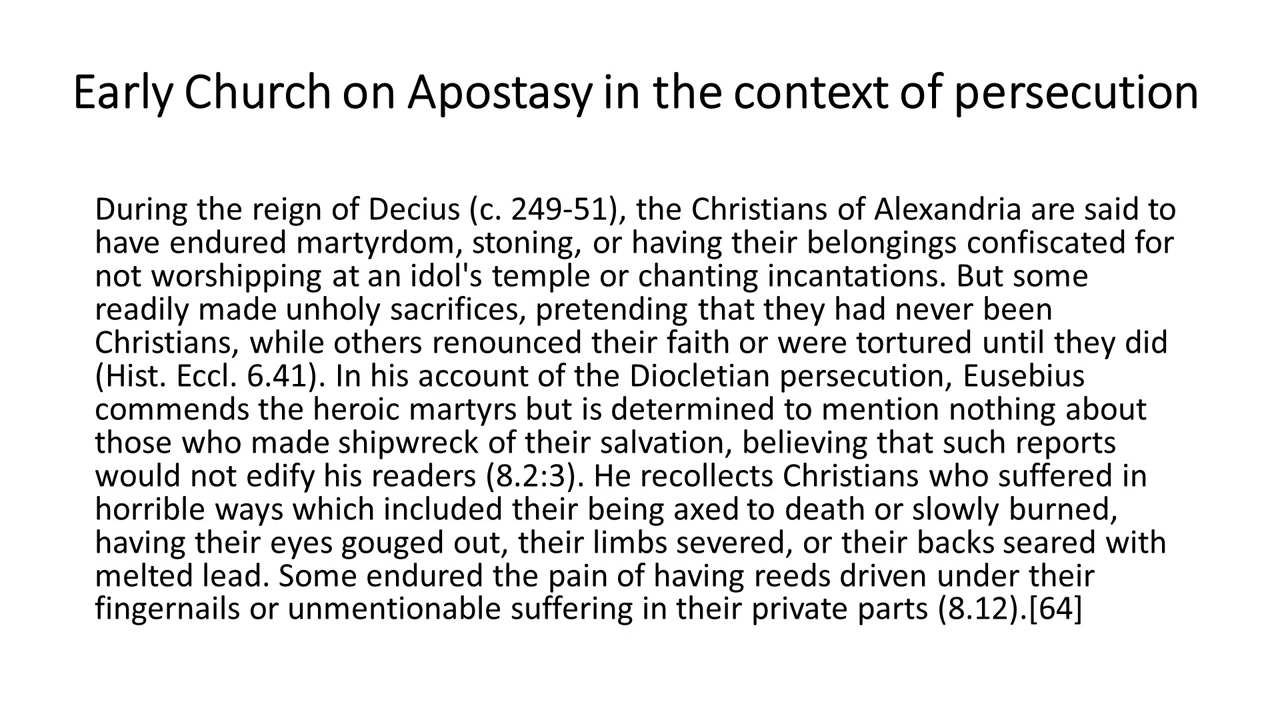 Early Church on Apostasy in the context of persecution
During the reign of Decius (c. 249-51), the Christians of Alexandria are said to
have endured martyrdom, stoning, or having their belongings confiscated for
not worshipping at an idol's temple or chanting incantations. But some
readily made unholy sacrifices, pretending that they had never been
Christians, while others renounced their faith or were tortured until they did
(Hist. Eccl. 6.41). In his account of the Diocletian persecution, Eusebius
commends the heroic martyrs but is determined to mention nothing about
those who made shipwreck of their salvation, believing that such reports
would not edify his readers (8.2:3). He recollects Christians who suffered in
horrible ways which included their being axed to death or slowly burned,
having their eyes gouged out, their limbs severed, or their backs seared with
melted lead. Some endured the pain of having reeds driven under their
fingernails or unmentionable suffering in their private parts (8.12).[64]